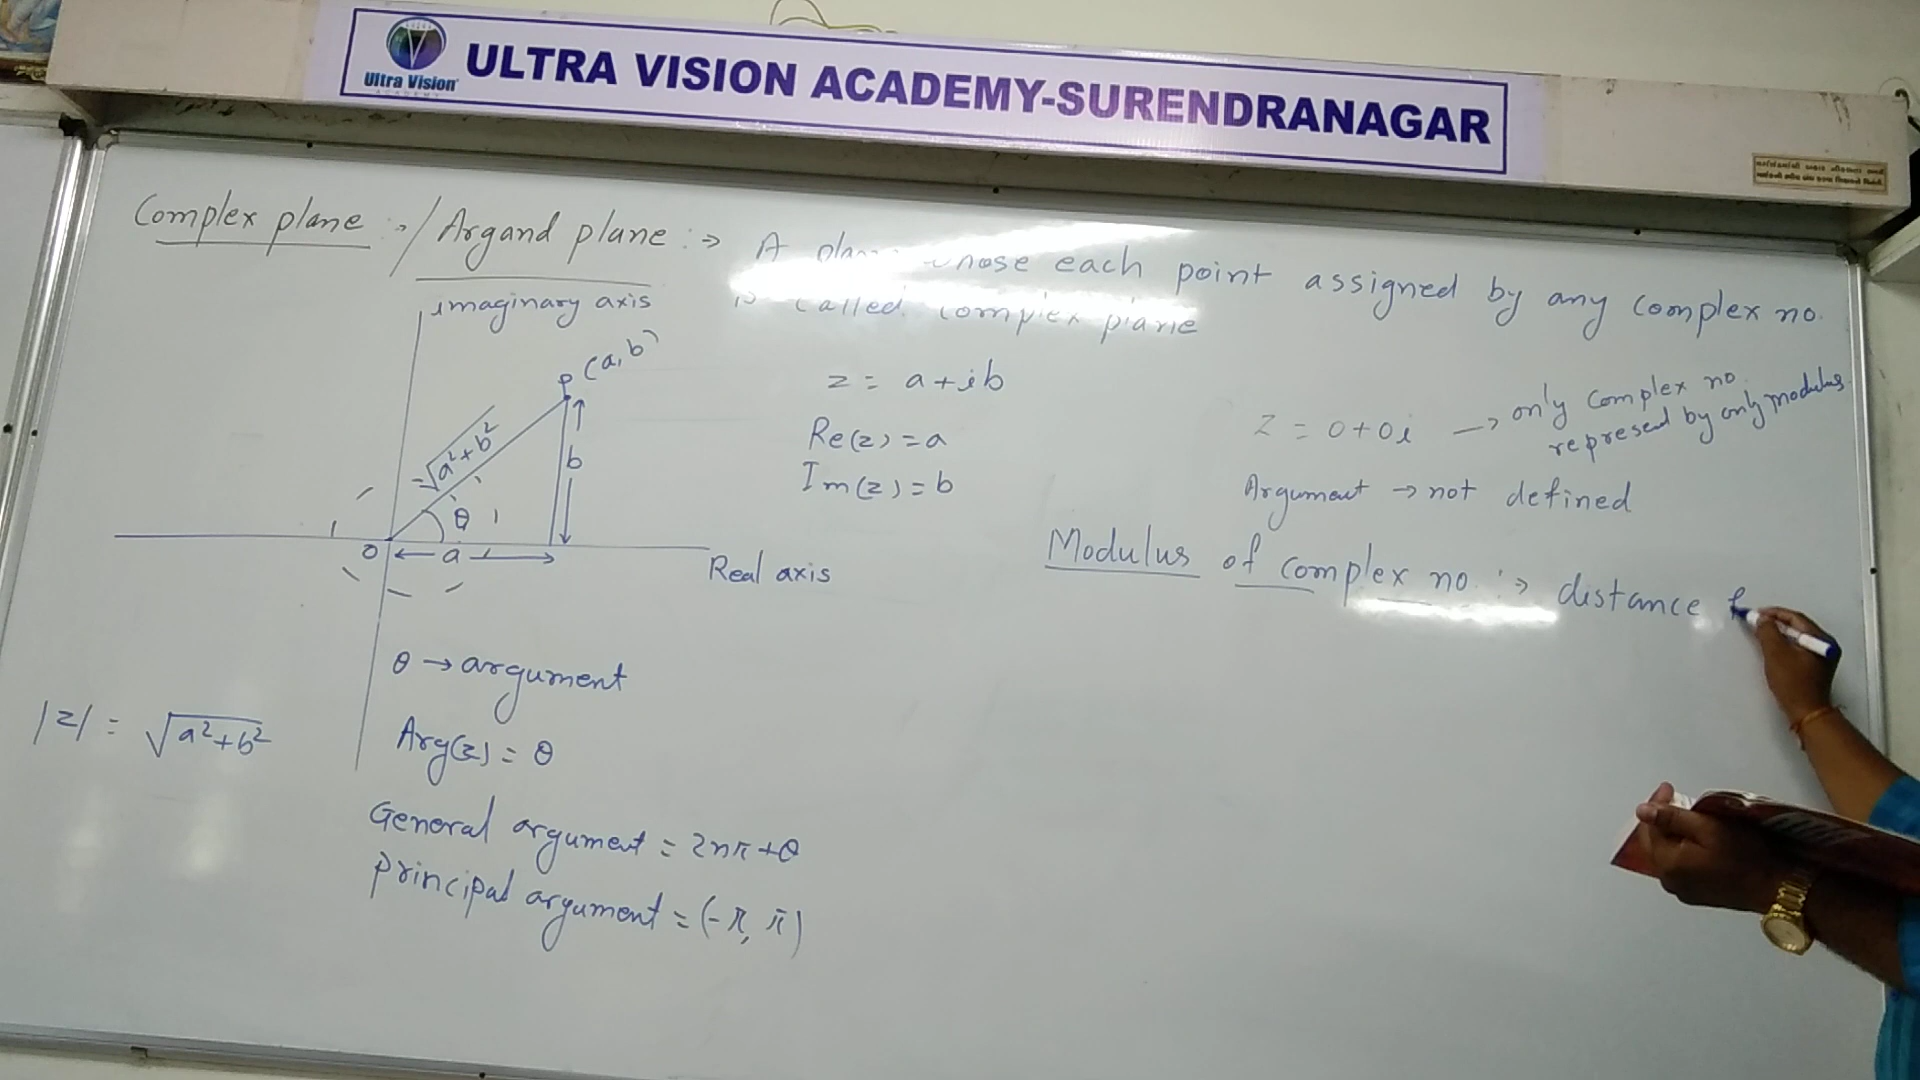 Ultra Vision
ACADEMY
ULTRA VISION ACADEMY-SURENDRANAGAR
Complex plane :→ / Argand plane :→ A whose each point assigned by any complex no.
is called complex plane
imaginary axis
P (a, b)
= √a²+b²
b
θ
O
a
Real axis
z = a+ib
Re(z) = a
Im(z) = b
Z = 0+0i → only complex no
represed by only modulus
Argument → not defined
Modulus of complex no. :→ distance f
θ → argument
|z| = √a²+b²
Arg(z) = θ
General argument = 2nπ+θ
Principal argument = (-π, π)